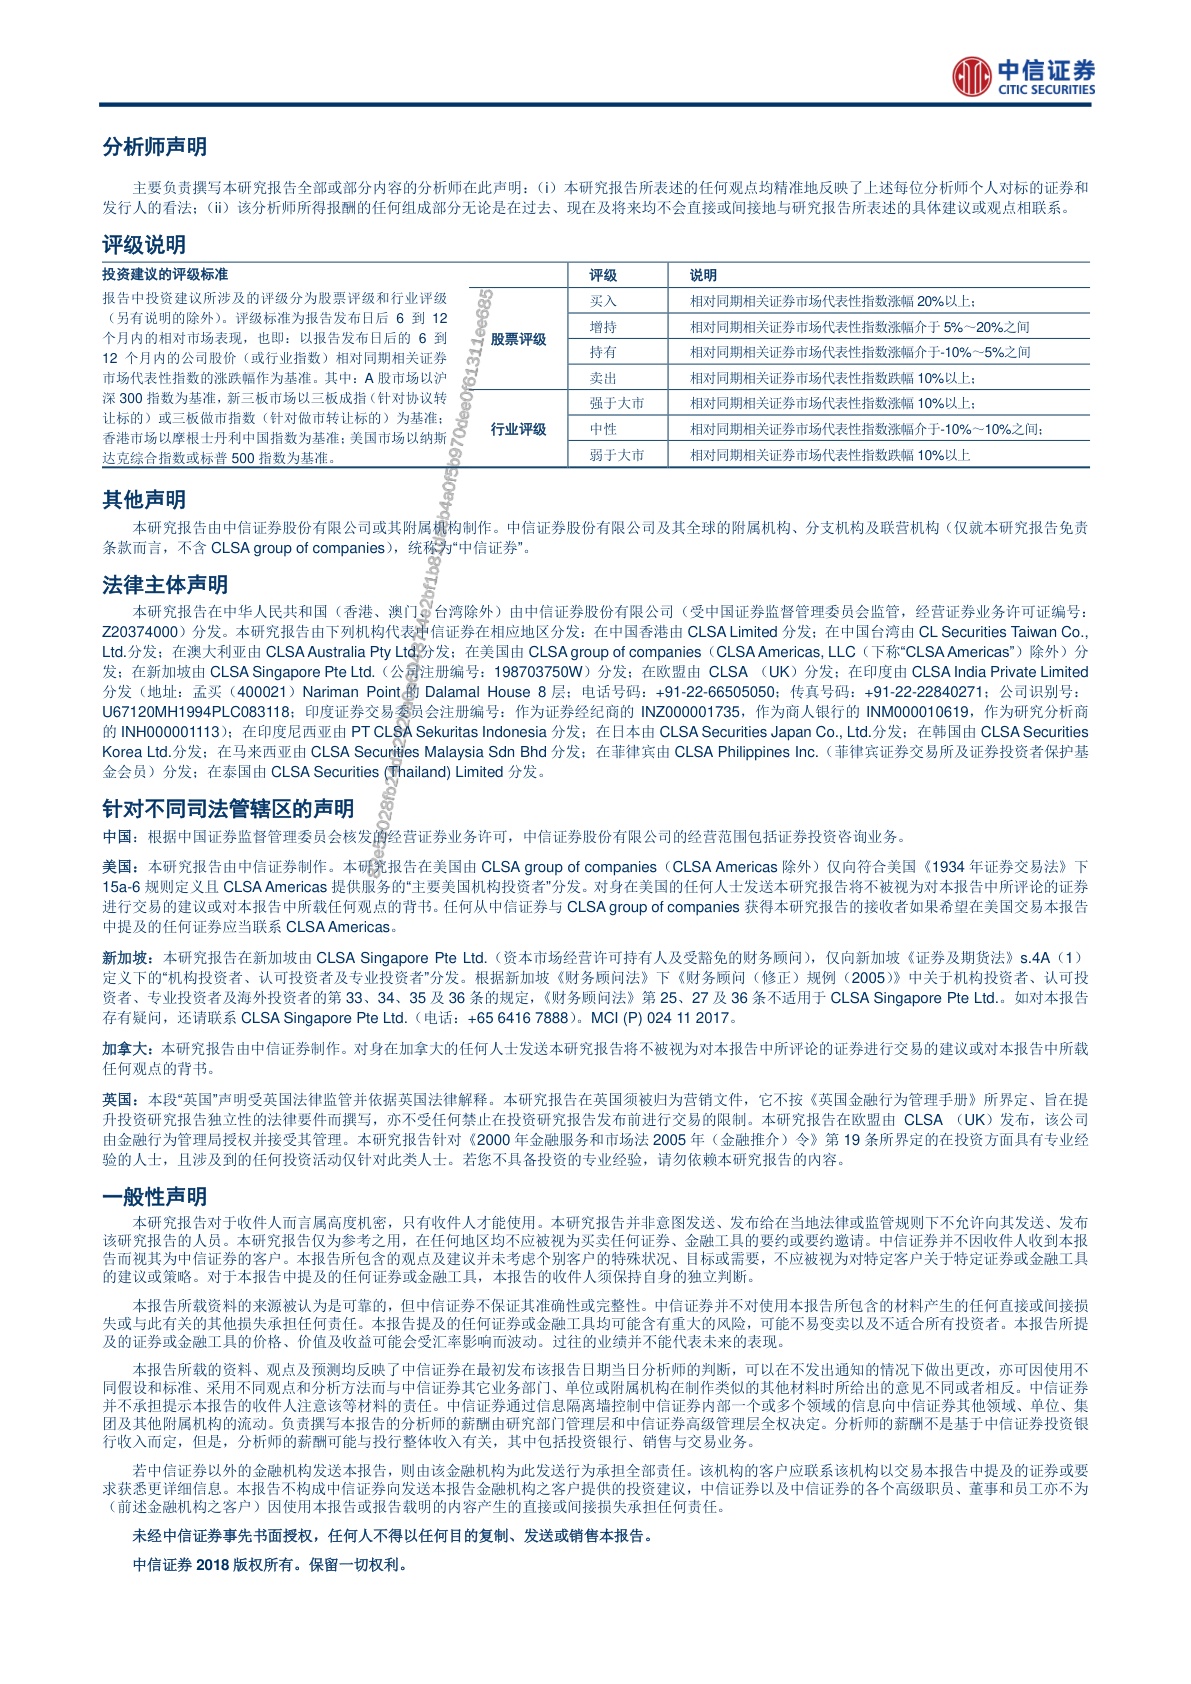 中信证券
CITIC SECURITIES
分析师声明
主要负责撰写本研究报告全部或部分内容的分析师在此声明：（i）本研究报告所表述的任何观点均精准地反映了上述每位分析师个人对标的证券和
发行人的看法；（ii）该分析师所得报酬的任何组成部分无论是在过去、现在及将来均不会直接或间接地与研究报告所表述的具体建议或观点相联系。
评级说明
投资建议的评级标准
报告中投资建议所涉及的评级分为股票评级和行业评级
（另有说明的除外）。评级标准为报告发布日后 6 到 12
个月内的相对市场表现，也即：以报告发布日后的 6 到
12 个月内的公司股价（或行业指数）相对同期相关证券
市场代表性指数的涨跌幅作为基准。其中：A 股市场以沪
深 300 指数为基准，新三板市场以三板成指（针对协议转
让标的）或三板做市指数（针对做市转让标的）为基准；
香港市场以摩根士丹利中国指数为基准；美国市场以纳斯
达克综合指数或标普 500 指数为基准。
评级 说明
股票评级
买入 相对同期相关证券市场代表性指数涨幅 20%以上；
增持 相对同期相关证券市场代表性指数涨幅介于 5%～20%之间
持有 相对同期相关证券市场代表性指数涨幅介于-10%～5%之间
卖出 相对同期相关证券市场代表性指数跌幅 10%以上；
行业评级
强于大市 相对同期相关证券市场代表性指数涨幅 10%以上；
中性 相对同期相关证券市场代表性指数涨幅介于-10%～10%之间；
弱于大市 相对同期相关证券市场代表性指数跌幅 10%以上
其他声明
本研究报告由中信证券股份有限公司或其附属机构制作。中信证券股份有限公司及其全球的附属机构、分支机构及联营机构（仅就本研究报告免责
条款而言，不含 CLSA group of companies），统称为“中信证券”。
法律主体声明
本研究报告在中华人民共和国（香港、澳门、台湾除外）由中信证券股份有限公司（受中国证券监督管理委员会监管，经营证券业务许可证编号：
Z20374000）分发。本研究报告由下列机构代表中信证券在相应地区分发：在中国香港由 CLSA Limited 分发；在中国台湾由 CL Securities Taiwan Co.,
Ltd.分发；在澳大利亚由 CLSA Australia Pty Ltd.分发；在美国由 CLSA group of companies（CLSA Americas, LLC（下称“CLSA Americas”）除外）分
发；在新加坡由 CLSA Singapore Pte Ltd.（公司注册编号：198703750W）分发；在欧盟由 CLSA （UK）分发；在印度由 CLSA India Private Limited
分发（地址：孟买（400021）Nariman Point 的 Dalamal House 8 层；电话号码：+91-22-66505050；传真号码：+91-22-22840271；公司识别号：
U67120MH1994PLC083118；印度证券交易委员会注册编号：作为证券经纪商的 INZ000001735，作为商人银行的 INM000010619，作为研究分析商
的 INH000001113）；在印度尼西亚由 PT CLSA Sekuritas Indonesia 分发；在日本由 CLSA Securities Japan Co., Ltd.分发；在韩国由 CLSA Securities
Korea Ltd.分发；在马来西亚由 CLSA Securities Malaysia Sdn Bhd 分发；在菲律宾由 CLSA Philippines Inc.（菲律宾证券交易所及证券投资者保护基
金会员）分发；在泰国由 CLSA Securities (Thailand) Limited 分发。
针对不同司法管辖区的声明
中国：根据中国证券监督管理委员会核发的经营证券业务许可，中信证券股份有限公司的经营范围包括证券投资咨询业务。
美国：本研究报告由中信证券制作。本研究报告在美国由 CLSA group of companies（CLSA Americas 除外）仅向符合美国《1934 年证券交易法》下
15a-6 规则定义且 CLSA Americas 提供服务的“主要美国机构投资者”分发。对身在美国的任何人士发送本研究报告将不被视为对本报告中所评论的证券
进行交易的建议或对本报告中所载任何观点的背书。任何从中信证券与 CLSA group of companies 获得本研究报告的接收者如果希望在美国交易本报告
中提及的任何证券应当联系 CLSA Americas。
新加坡：本研究报告在新加坡由 CLSA Singapore Pte Ltd.（资本市场经营许可持有人及受豁免的财务顾问），仅向新加坡《证券及期货法》s.4A（1）
定义下的“机构投资者、认可投资者及专业投资者”分发。根据新加坡《财务顾问法》下《财务顾问（修正）规例（2005）》中关于机构投资者、认可投
资者、专业投资者及海外投资者的第 33、34、35 及 36 条的规定，《财务顾问法》第 25、27 及 36 条不适用于 CLSA Singapore Pte Ltd.。如对本报告
存有疑问，还请联系 CLSA Singapore Pte Ltd.（电话：+65 6416 7888）。MCI (P) 024 11 2017。
加拿大：本研究报告由中信证券制作。对身在加拿大的任何人士发送本研究报告将不被视为对本报告中所评论的证券进行交易的建议或对本报告中所载
任何观点的背书。
英国：本段“英国”声明受英国法律监管并依据英国法律解释。本研究报告在英国须被归为营销文件，它不按《英国金融行为管理手册》所界定、旨在提
升投资研究报告独立性的法律要件而撰写，亦不受任何禁止在投资研究报告发布前进行交易的限制。本研究报告在欧盟由 CLSA （UK）发布，该公司
由金融行为管理局授权并接受其管理。本研究报告针对《2000 年金融服务和市场法 2005 年（金融推介）令》第 19 条所界定的在投资方面具有专业经
验的人士，且涉及到的任何投资活动仅针对此类人士。若您不具备投资的专业经验，请勿依赖本研究报告的内容。
一般性声明
本研究报告对于收件人而言属高度机密，只有收件人才能使用。本研究报告并非意图发送、发布给在当地法律或监管规则下不允许向其发送、发布
该研究报告的人员。本研究报告仅为参考之用，在任何地区均不应被视为买卖任何证券、金融工具的要约或要约邀请。中信证券并不因收件人收到本报
告而视其为中信证券的客户。本报告所包含的观点及建议并未考虑个别客户的特殊状况、目标或需要，不应被视为对特定客户关于特定证券或金融工具
的建议或策略。对于本报告中提及的任何证券或金融工具，本报告的收件人须保持自身的独立判断。
本报告所载资料的来源被认为是可靠的，但中信证券不保证其准确性或完整性。中信证券并不对使用本报告所包含的材料产生的任何直接或间接损
失或与此有关的其他损失承担任何责任。本报告提及的任何证券或金融工具均可能含有重大的风险，可能不易变卖以及不适合所有投资者。本报告所提
及的证券或金融工具的价格、价值及收益可能会受汇率影响而波动。过往的业绩并不能代表未来的表现。
本报告所载的资料、观点及预测均反映了中信证券在最初发布该报告日期当日分析师的判断，可以在不发出通知的情况下做出更改，亦可因使用不
同假设和标准、采用不同观点和分析方法而与中信证券其它业务部门、单位或附属机构在制作类似的其他材料时所给出的意见不同或者相反。中信证券
并不承担提示本报告的收件人注意该等材料的责任。中信证券通过信息隔离墙控制中信证券内部一个或多个领域的信息向中信证券其他领域、单位、集
团及其他附属机构的流动。负责撰写本报告的分析师的薪酬由研究部门管理层和中信证券高级管理层全权决定。分析师的薪酬不是基于中信证券投资银
行收入而定，但是，分析师的薪酬可能与投行整体收入有关，其中包括投资银行、销售与交易业务。
若中信证券以外的金融机构发送本报告，则由该金融机构为此发送行为承担全部责任。该机构的客户应联系该机构以交易本报告中提及的证券或要
求获悉更详细信息。本报告不构成中信证券向发送本报告金融机构之客户提供的投资建议，中信证券以及中信证券的各个高级职员、董事和员工亦不为
（前述金融机构之客户）因使用本报告或报告载明的内容产生的直接或间接损失承担任何责任。
未经中信证券事先书面授权，任何人不得以任何目的复制、发送或销售本报告。
中信证券 2018 版权所有。保留一切权利。